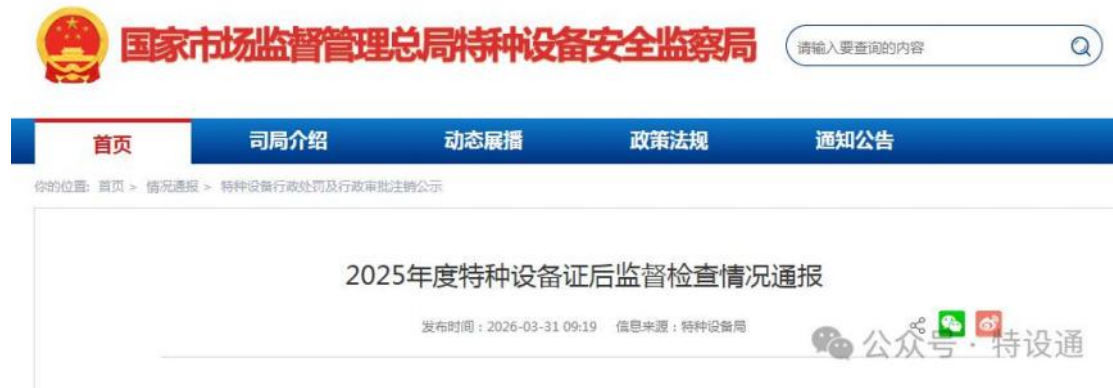 国家市场监督管理总局特种设备安全监察局
请输入要查询的内容
首页 司局介绍 动态展播 政策法规 通知公告
你的位置: 首页 > 情况通报 > 特种设备行政处罚及行政审批注销公示
2025年度特种设备证后监督检查情况通报
发布时间：2026-03-31 09:19 信息来源：特种设备局
公众号 · 特设通